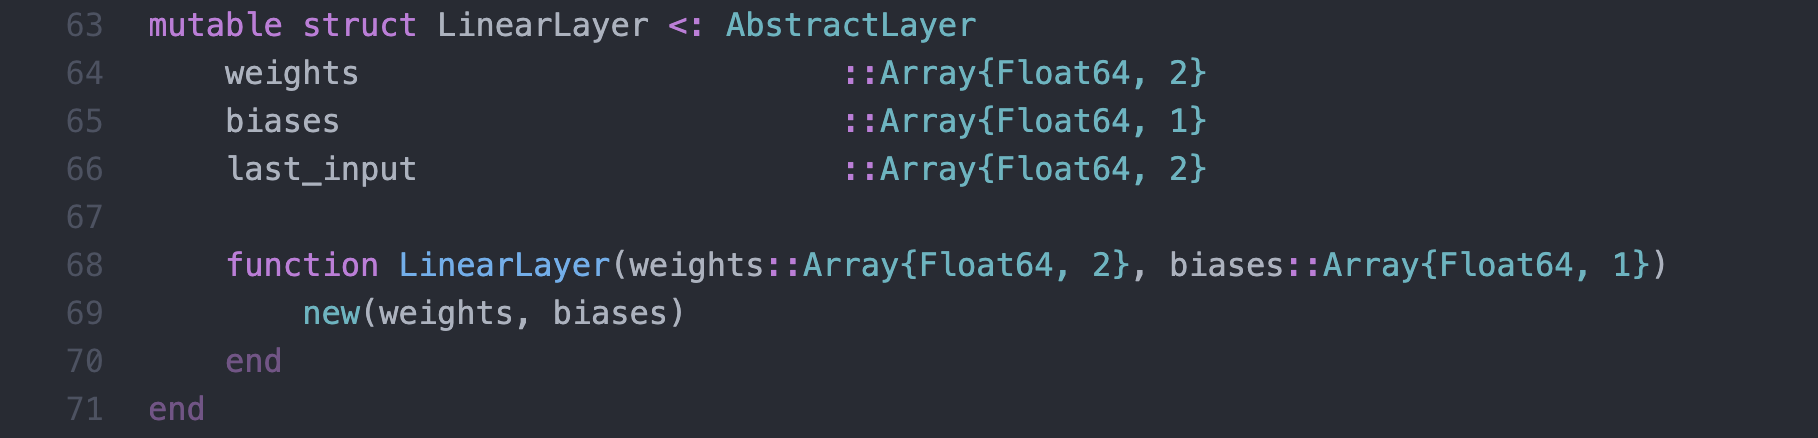 63 mutable struct LinearLayer <: AbstractLayer
64     weights                         ::Array{Float64, 2}
65     biases                          ::Array{Float64, 1}
66     last_input                      ::Array{Float64, 2}
67
68     function LinearLayer(weights::Array{Float64, 2}, biases::Array{Float64, 1})
69         new(weights, biases)
70     end
71 end